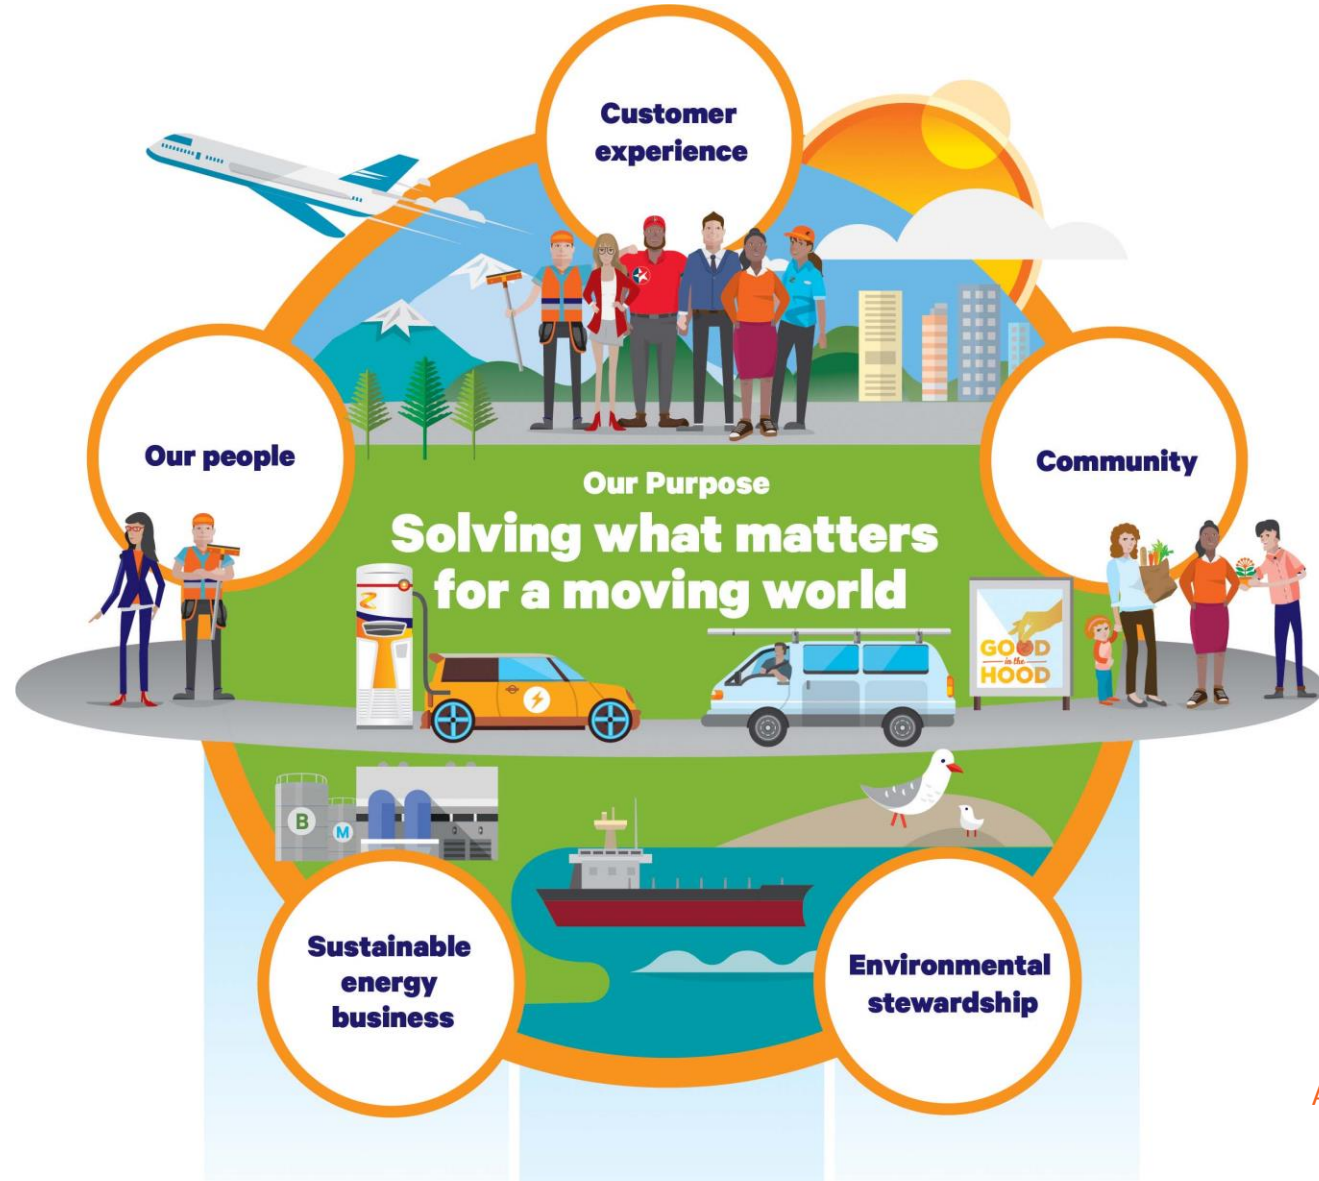 Customer
experience
Our people
Community
Our Purpose
Solving what matters
for a moving world
Z
GOOD
in the
HOOD
B
M
Sustainable
energy
business
Environmental
stewardship
A